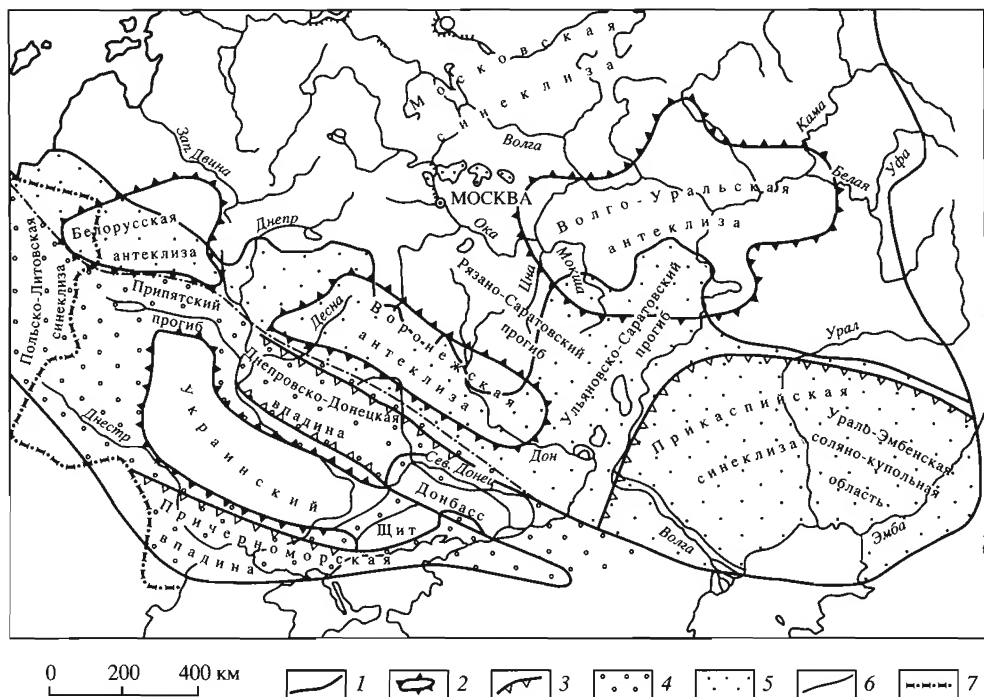 Московская
синеклиза
Кама
Зап. Двина
Волга
Уфа
Белая
МОСКВА
Волго-Уральская
антеклиза
Белорусская
антеклиза
Днепр
Ока
Цна
Мокша
Польско-Литовская
синеклиза
Припятский
прогиб
Десна
Воронежская
антеклиза
Рязано-Саратовский
прогиб
Ульяновско-Саратовский
прогиб
Урал
Днепровско-Донецкая
впадина
Украинский
Щит
Прикаспийская
синеклиза
Урало-Эмбенская
соляно-купольная
область
Днестр
Дон
Сев. Донец
Донбасс
Причерноморская
впадина
Волга
Эмба
0 200 400 км
1 2 3 4 5 6 7